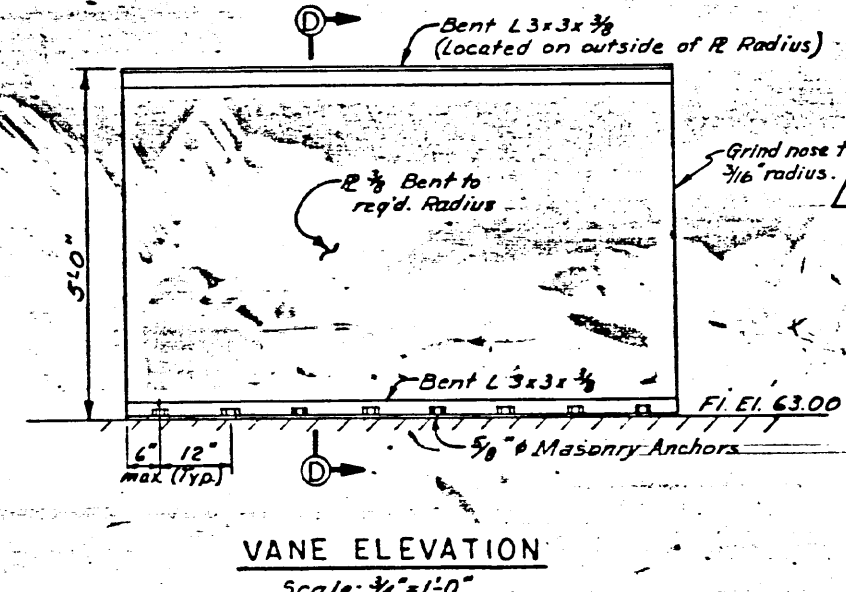 D
Bent L 3x3x 3/8
(Located on outside of PL Radius)
Grind nose t
3/16" radius.
PL 3/8 Bent to
req'd. Radius
5'-0"
Bent L 3x3x 3/8
Fl. El. 63.00
5/8" ϕ Masonry Anchors
6" 12"
max (Typ.)
D
VANE ELEVATION
Scale: 3/4"=1'-0"